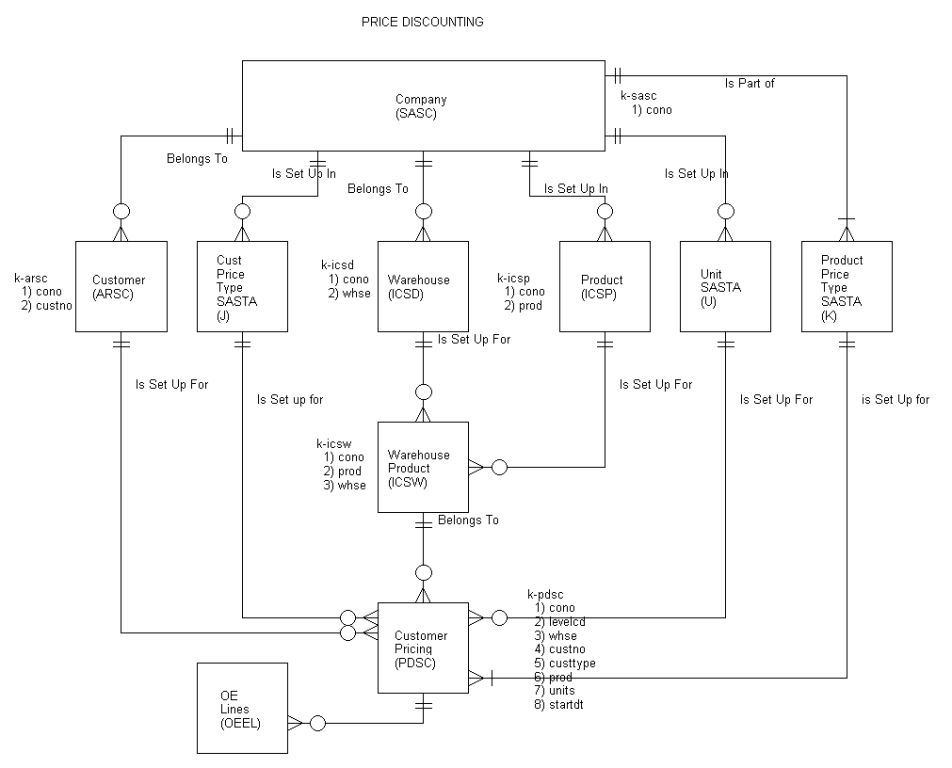 PRICE DISCOUNTING
Company
(SASC)
Is Part of
k-sasc
1) cono
Belongs To
Is Set Up In
Belongs To
Is Set Up In
Is Set Up In
k-arsc
1) cono
2) custno
Customer
(ARSC)
Cust
Price
Type
SASTA
(J)
k-icsd
1) cono
2) whse
Warehouse
(ICSD)
k-icsp
1) cono
2) prod
Product
(ICSP)
Unit
SASTA
(U)
Product
Price
Type
SASTA
(K)
Is Set Up For
Is Set Up For
Is Set up for
Is Set Up For
Is Set Up For
is Set Up for
k-icsw
1) cono
2) prod
3) whse
Warehouse
Product
(ICSW)
Belongs To
k-pdsc
1) cono
2) levelcd
3) whse
4) custno
5) custtype
6) prod
7) units
8) startdt
Customer
Pricing
(PDSC)
OE
Lines
(OEEL)